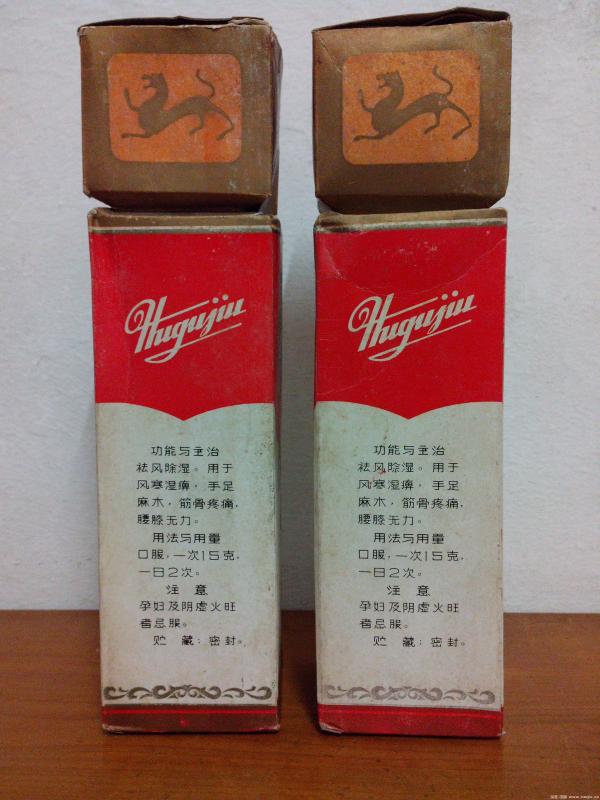 Hugujiu
功能与主治
祛风除湿。用于
风寒湿痹，手足
麻木，筋骨疼痛，
腰膝无力。
用法与用量
口服，一次15克，
一日2次。
注 意
孕妇及阴虚火旺
者忌服。
贮 藏：密封。
Hugujiu
功能与主治
祛风除湿。用于
风寒湿痹，手足
麻木，筋骨疼痛，
腰膝无力。
用法与用量
口服，一次15克，
一日2次。
注 意
孕妇及阴虚火旺
者忌服。
贮 藏：密封。